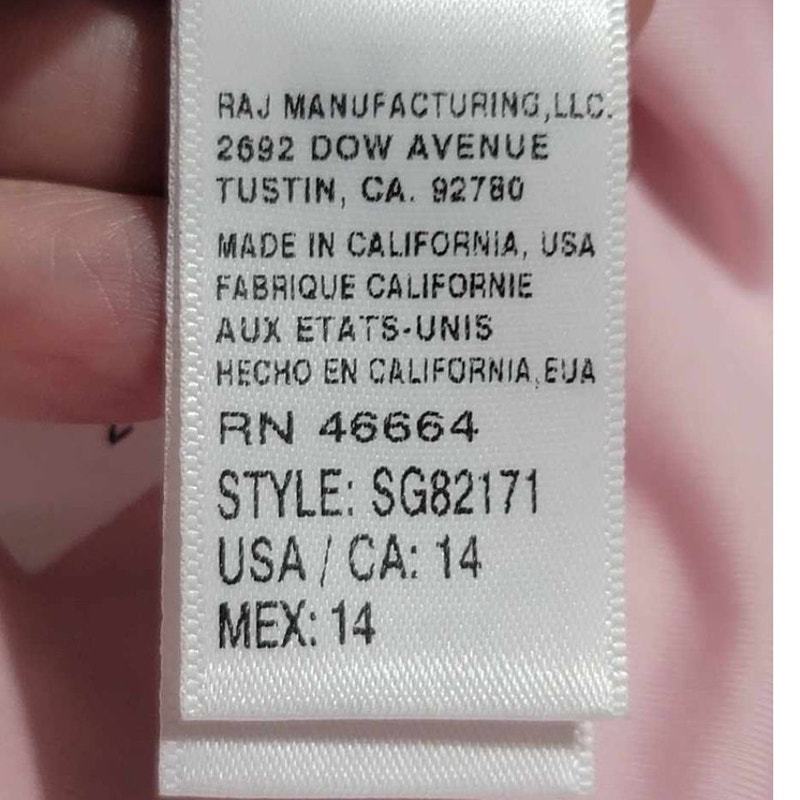 RAJ MANUFACTURING,LLC.
2692 DOW AVENUE
TUSTIN, CA. 92780
MADE IN CALIFORNIA, USA
FABRIQUE CALIFORNIE
AUX ETATS-UNIS
HECHO EN CALIFORNIA,EUA
RN 46664
STYLE: SG82171
USA / CA: 14
MEX: 14